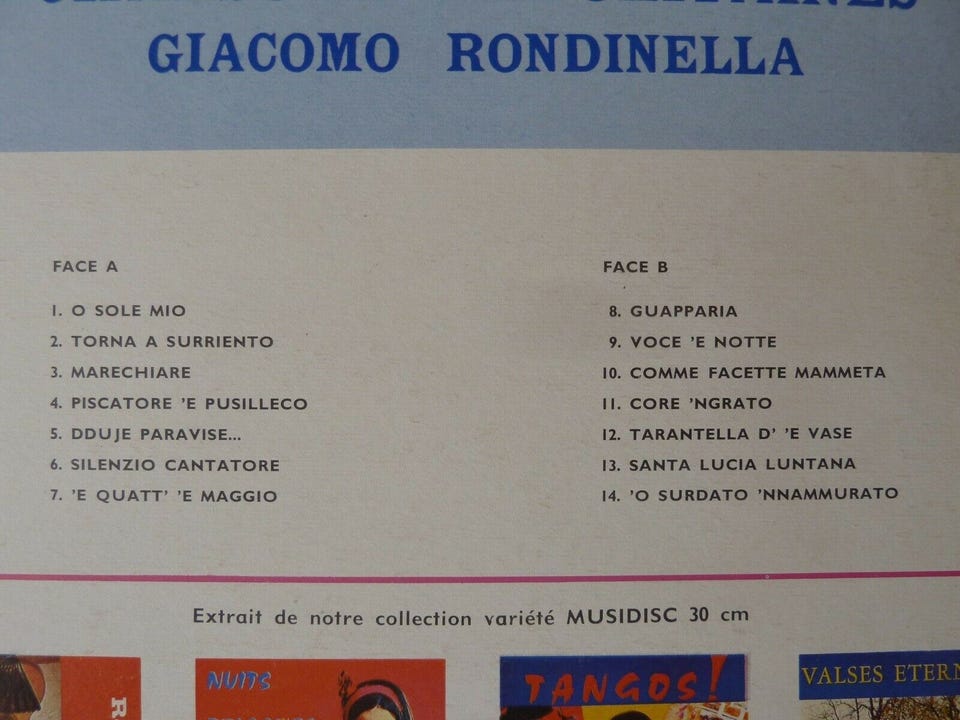 GIACOMO RONDINELLA
FACE A
1. O SOLE MIO
2. TORNA A SURRIENTO
3. MARECHIARE
4. PISCATORE 'E PUSILLECO
5. DDUJE PARAVISE...
6. SILENZIO CANTATORE
7. 'E QUATT' 'E MAGGIO
FACE B
8. GUAPPARIA
9. VOCE 'E NOTTE
10. COMME FACETTE MAMMETA
11. CORE 'NGRATO
12. TARANTELLA D' 'E VASE
13. SANTA LUCIA LUNTANA
14. 'O SURDATO 'NNAMMURATO
Extrait de notre collection variété MUSIDISC 30 cm
NUITS
TANGOS!
VALSES ETERN